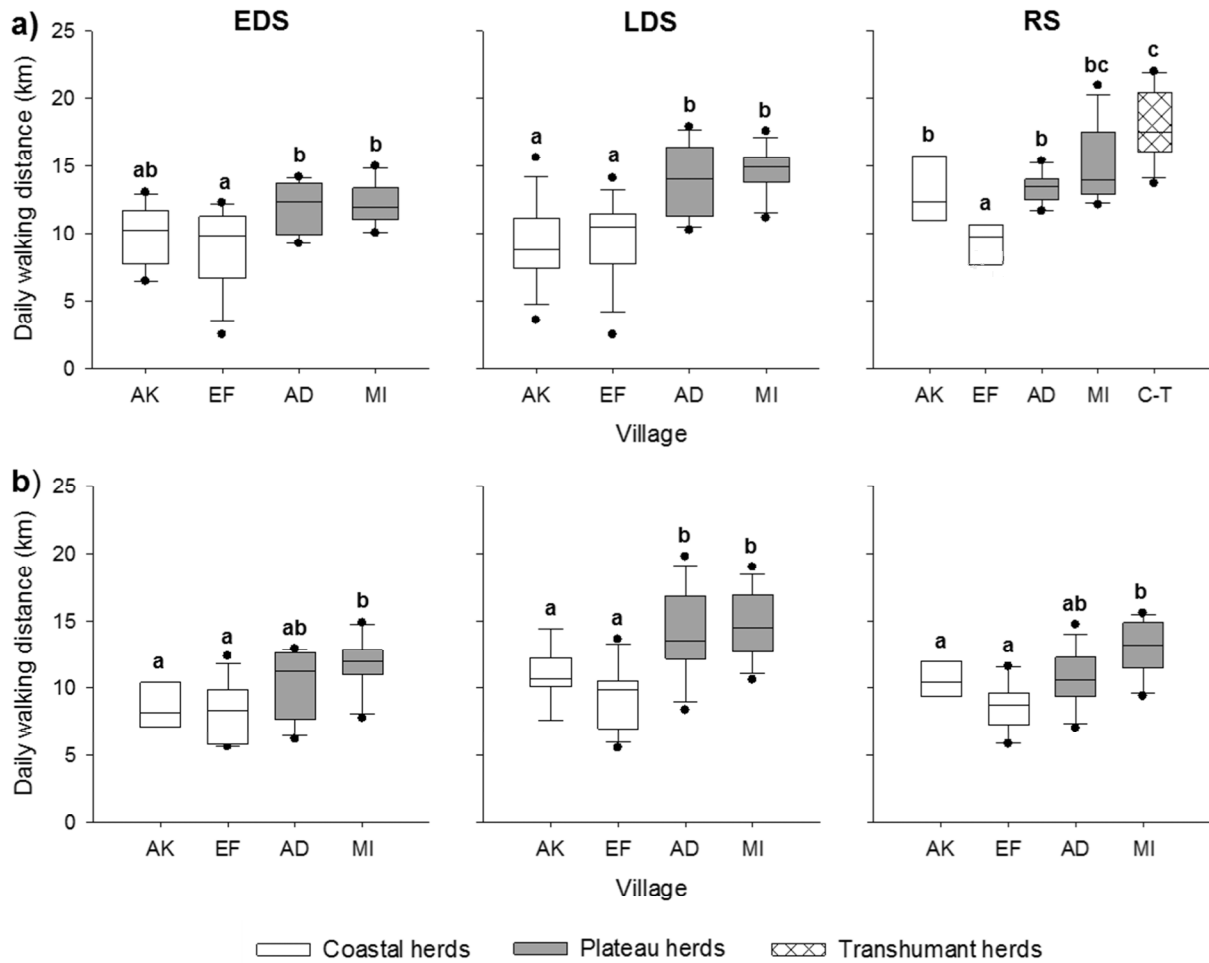 a)
EDS
LDS
RS
Daily walking distance (km)
25
20
15
10
5
0
ab
a
b
b
a
a
b
b
b
a
b
bc
c
AK EF AD MI
AK EF AD MI
AK EF AD MI C-T
Village
b)
Daily walking distance (km)
25
20
15
10
5
0
a
a
ab
b
a
a
b
b
a
a
ab
b
AK EF AD MI
AK EF AD MI
AK EF AD MI
Village
Coastal herds Plateau herds Transhumant herds